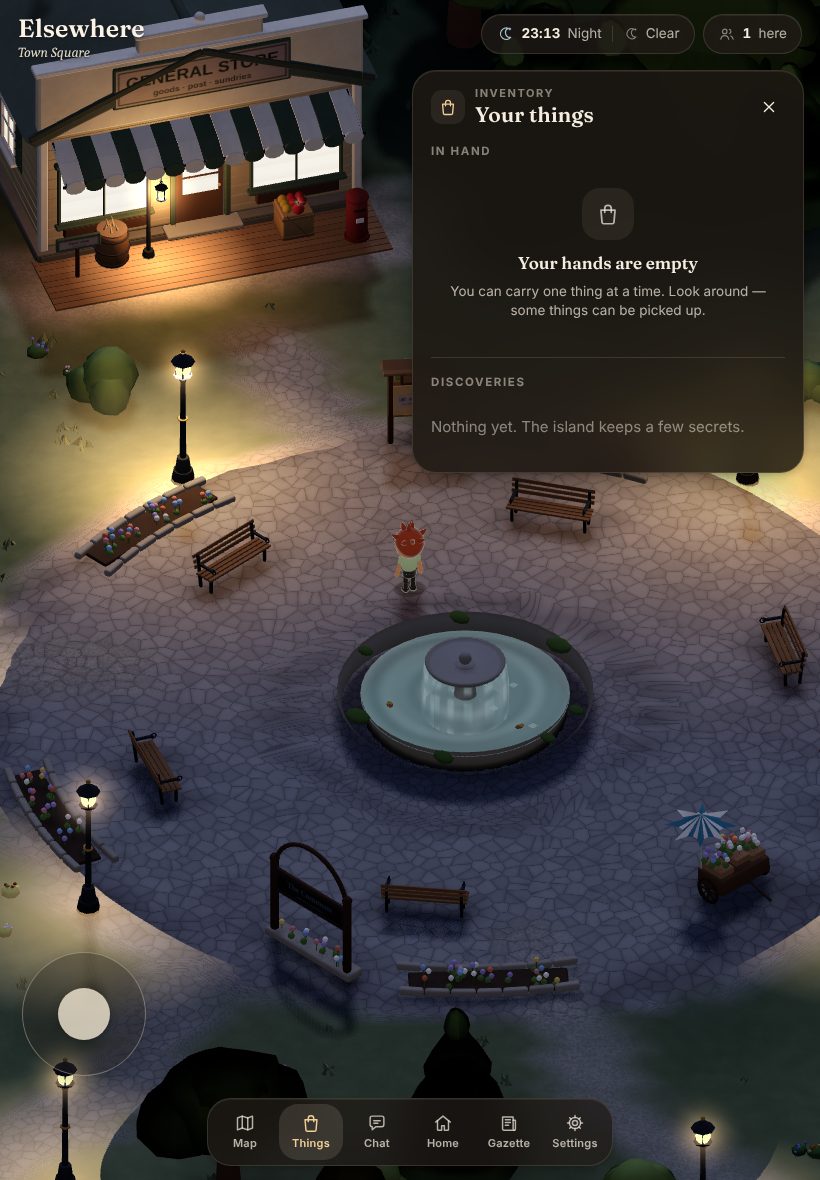 Elsewhere
Town Square
23:13 Night
Clear
1 here
GENERAL STORE
goods · post · sundries
INVENTORY
Your things
IN HAND
Your hands are empty
You can carry one thing at a time. Look around —
some things can be picked up.
DISCOVERIES
Nothing yet. The island keeps a few secrets.
Map
Things
Chat
Home
Gazette
Settings